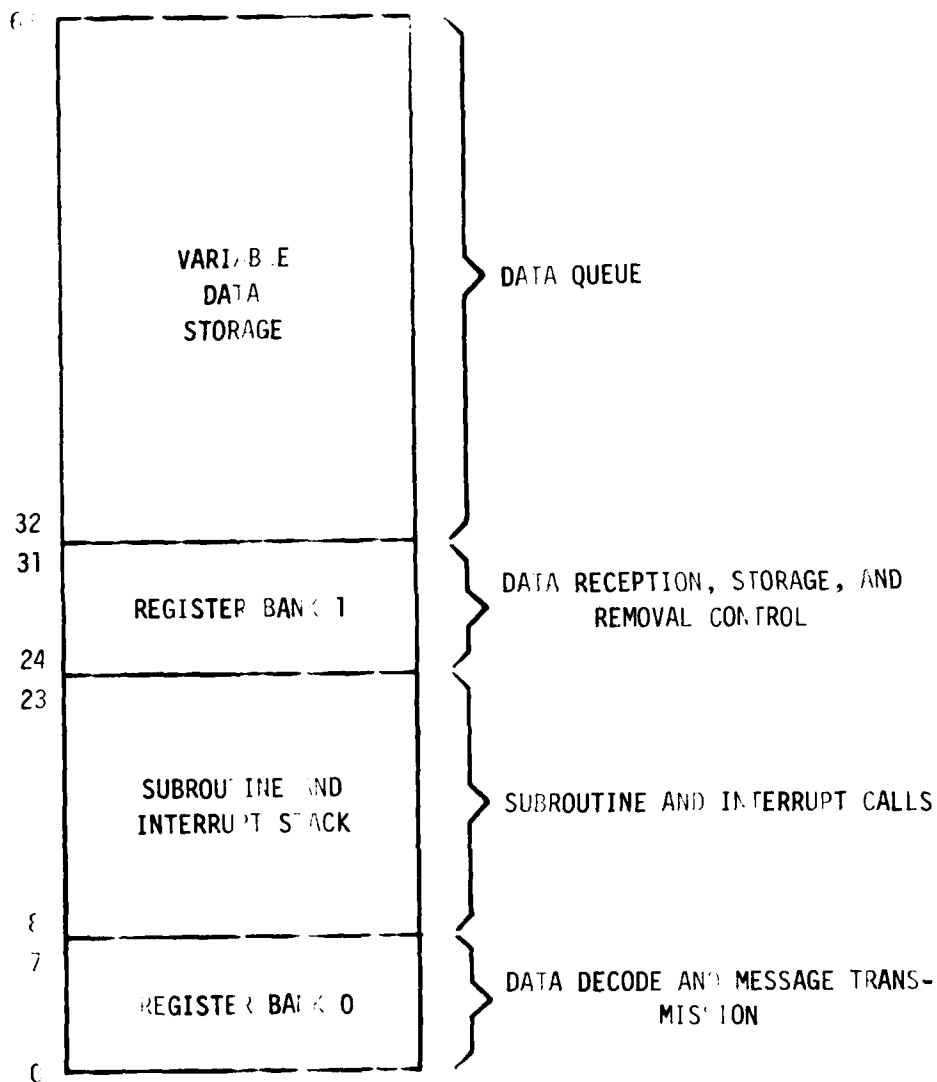 VARIABLE
DATA
STORAGE
DATA QUEUE
32
31
REGISTER BANK 1
DATA RECEPTION, STORAGE, AND
REMOVAL CONTROL
24
23
SUBROUTINE AND
INTERRUPT STACK
SUBROUTINE AND INTERRUPT CALLS
8
7
REGISTER BANK 0
DATA DECODE AND MESSAGE TRANS-
MISSION
0